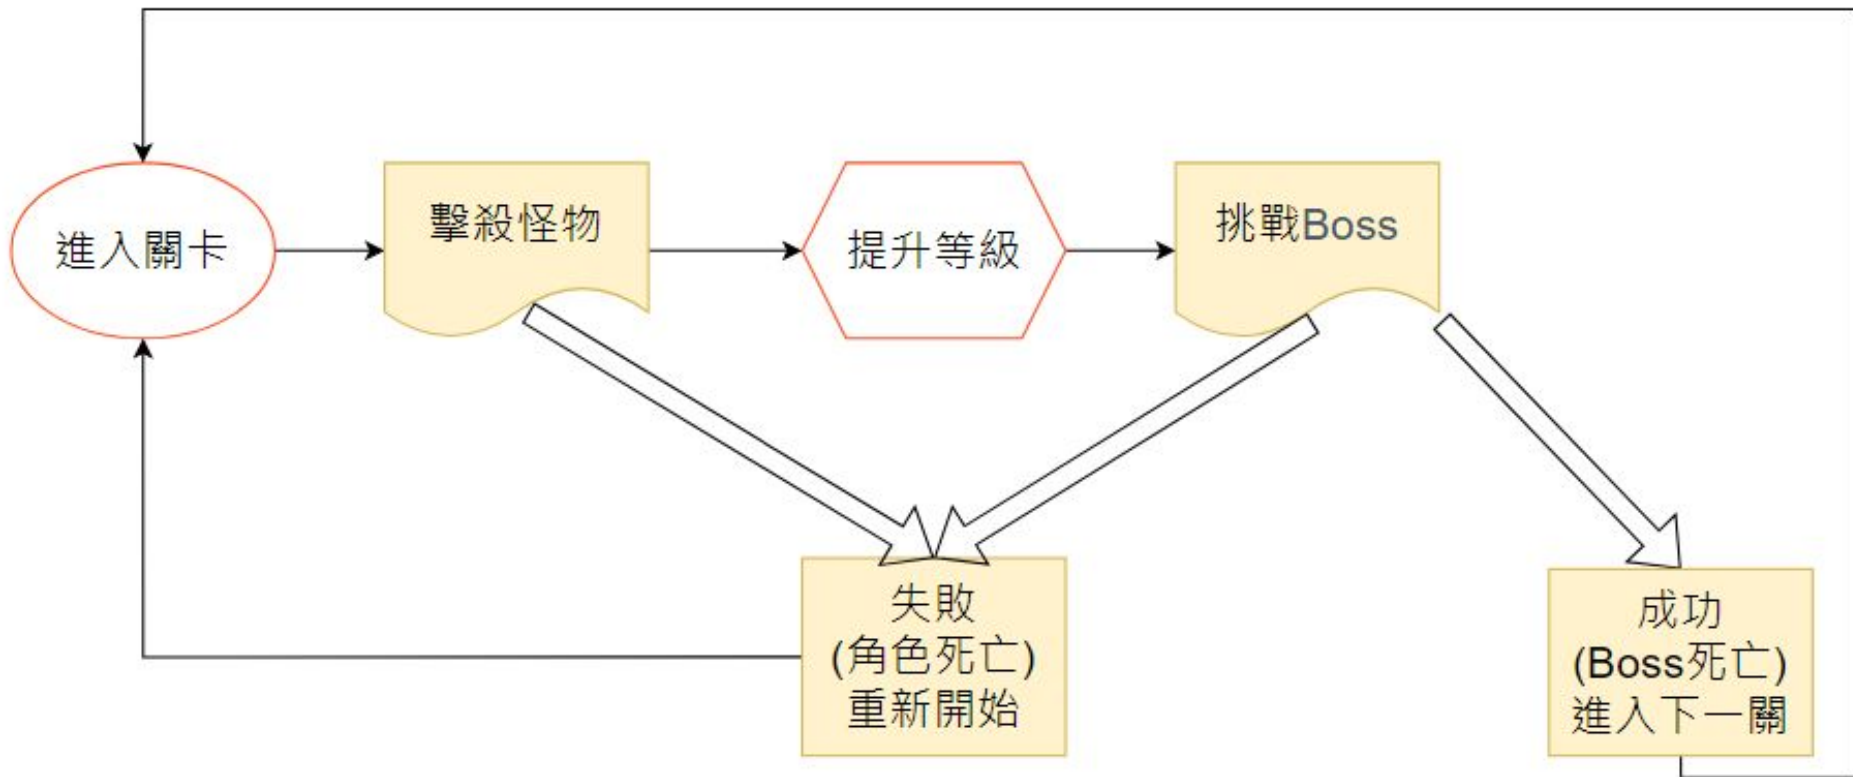 進入關卡
擊殺怪物
提升等級
挑戰Boss
失敗
(角色死亡)
重新開始
成功
(Boss死亡)
進入下一關